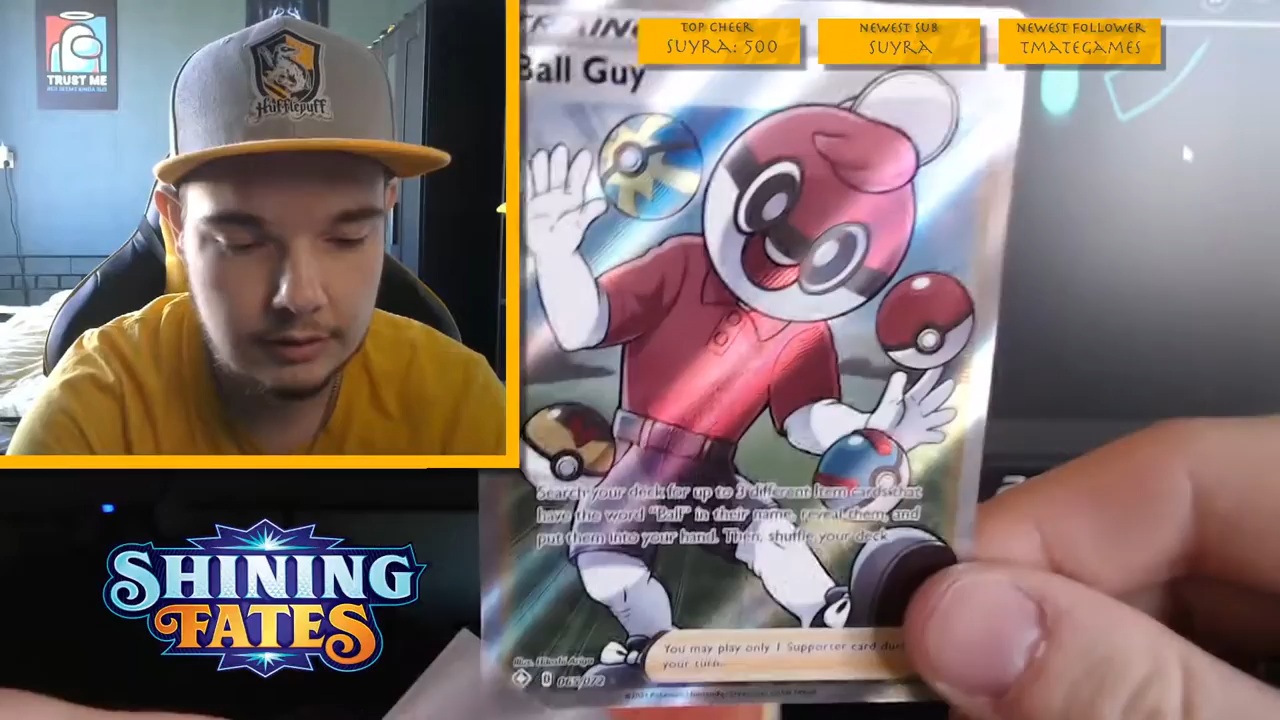 TRUST ME
Hufflepuff
TOP CHEER
SUYRA: 500
NEWEST SUB
SUYRA
NEWEST FOLLOWER
TMATEGAMES
Ball Guy
Search your deck for up to 3 different Item cards that
have the word "Ball" in their name, reveal them, and
put them into your hand. Then, shuffle your deck
You may play only 1 Supporter card
your turn.
065/072
SHINING
FATES